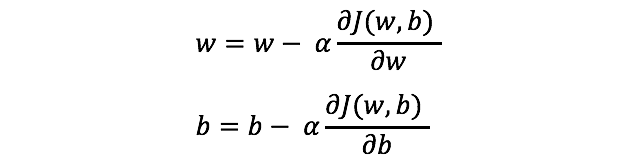 w = w − α ∂J(w, b) / ∂w
b = b − α ∂J(w, b) / ∂b